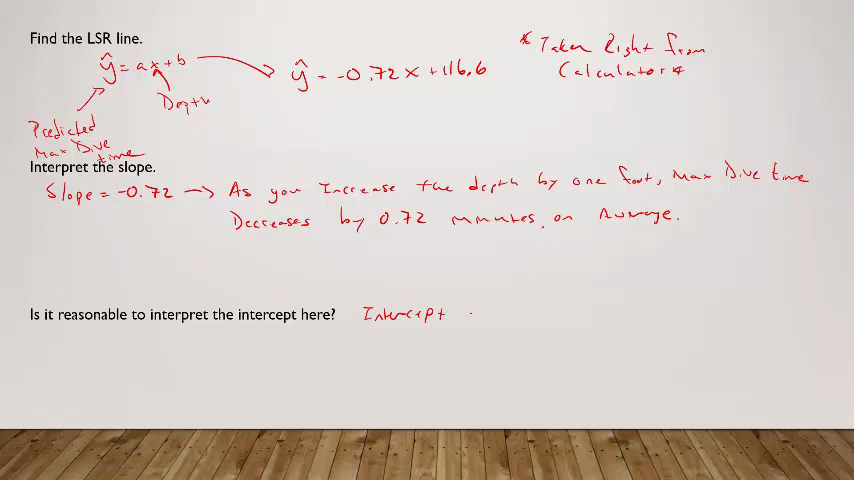 Find the LSR line.
ŷ = ax + b
ŷ = -0.72x + 116.6
* Taken Right from
Calculator *
Depth
Predicted
Max Dive
time
Interpret the slope.
Slope = -0.72 → As you Increase the depth by one foot, Max Dive time
Decreases by 0.72 minutes, on Average.
Is it reasonable to interpret the intercept here? Intercept